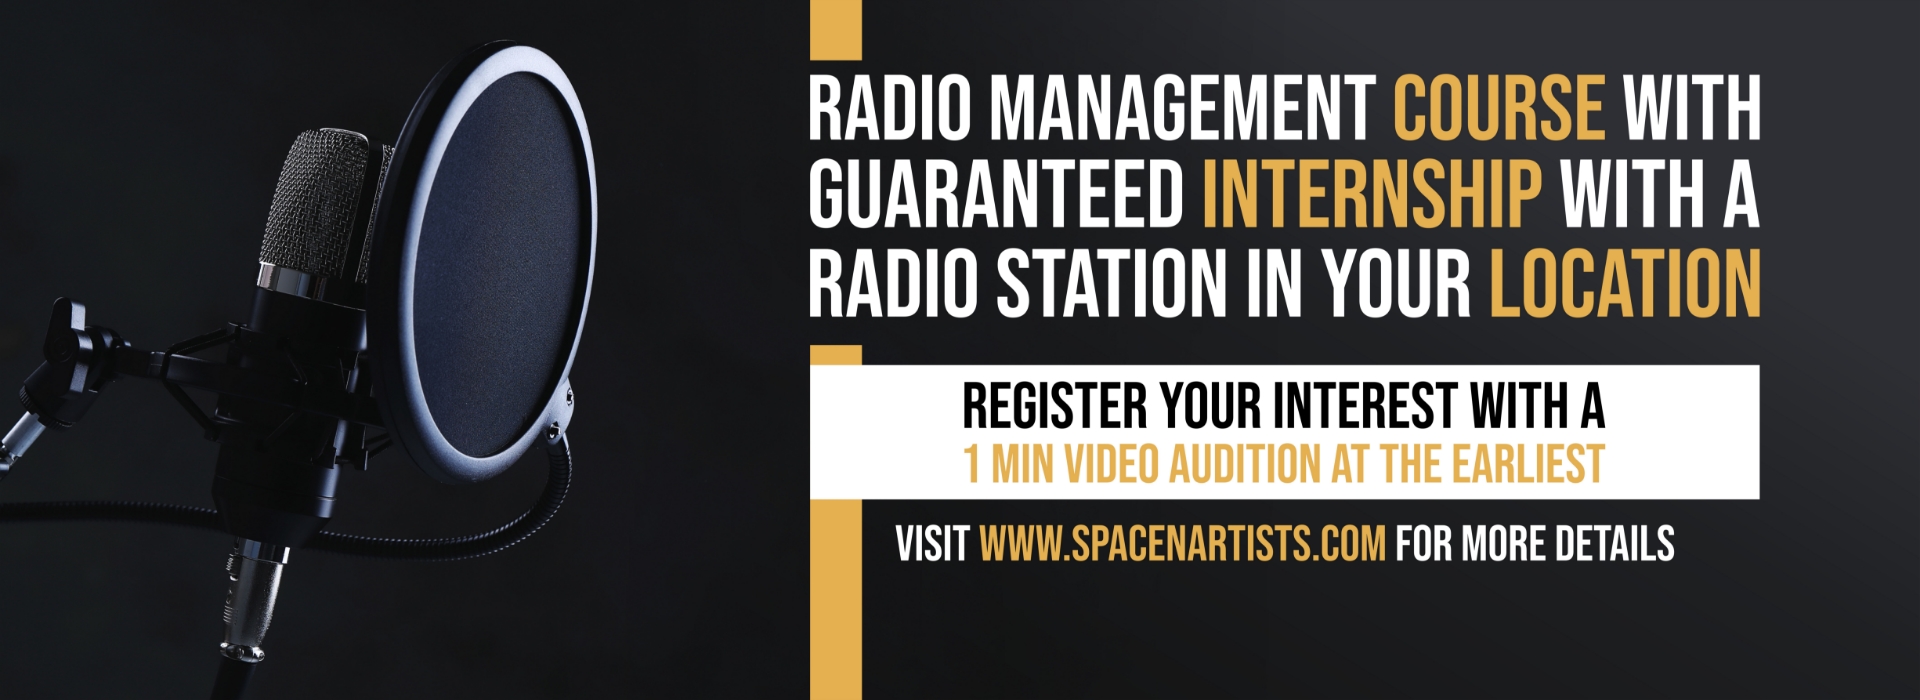 RADIO MANAGEMENT COURSE WITH
GUARANTEED INTERNSHIP WITH A
RADIO STATION IN YOUR LOCATION
REGISTER YOUR INTEREST WITH A
1 MIN VIDEO AUDITION AT THE EARLIEST
VISIT WWW.SPACENARTISTS.COM FOR MORE DETAILS